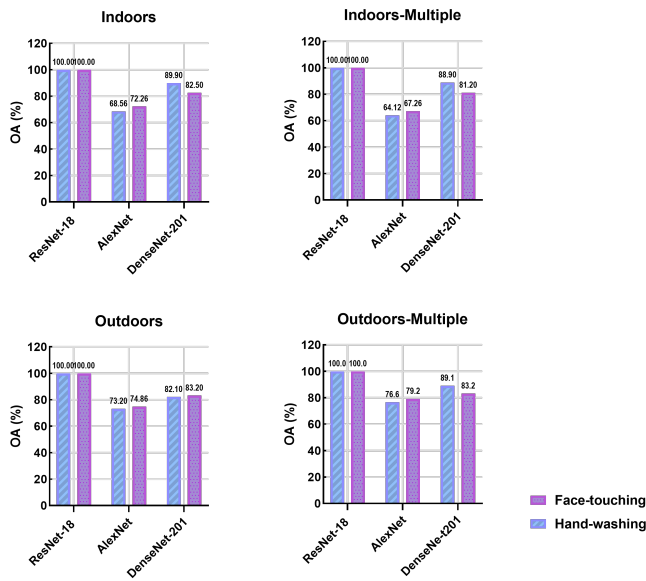 Indoors
OA (%)
120
100
80
60
40
20
0
100.00 100.00
68.56
72.26
89.90
82.50
ResNet-18
AlexNet
DenseNet-201
Indoors-Multiple
OA (%)
120
100
80
60
40
20
0
100.00 100.00
64.12
67.26
88.90
81.20
ResNet-18
AlexNet
DenseNet-201
Outdoors
OA (%)
120
100
80
60
40
20
0
100.00 100.00
73.20
74.86
82.10
83.20
ResNet-18
AlexNet
DenseNet-201
Outdoors-Multiple
OA (%)
120
100
80
60
40
20
0
100.0 100.0
76.6
79.2
89.1
83.2
ResNet-18
AlexNet
DenseNe-t201
Face-touching
Hand-washing